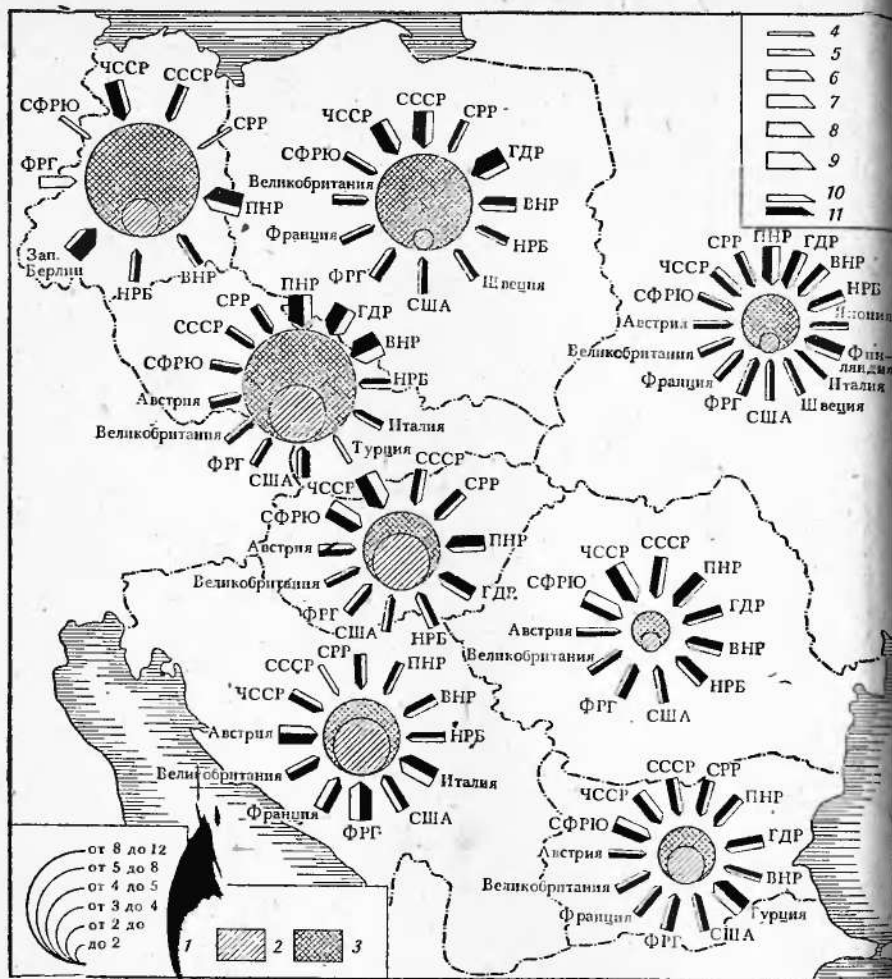 ЧССР
СССР
СФРЮ
СРР
ФРГ
ПНР
Зап.
Берлин
НРБ
ВНР
СССР
ЧССР
СРР
СФРЮ
ГДР
Великобритания
ВНР
Франция
НРБ
ФРГ
Швеция
США
4
5
6
7
8
9
10
11
ПНР
СРР
ГДР
ЧССР
ВНР
СФРЮ
НРБ
Австрия
Япония
Великобритания
Фин-
ляндия
Франция
Италия
ФРГ
Швеция
США
ПНР
СРР
ГДР
СССР
ВНР
СФРЮ
НРБ
Австрия
Италия
Великобритания
Турция
ФРГ
США
ЧССР
СССР
СРР
СФРЮ
Австрия
ПНР
Великобритания
ГДР
ФРГ
США
НРБ
СССР
ЧССР
ПНР
СФРЮ
ГДР
Австрия
ВНР
Великобритания
НРБ
ФРГ
США
СРР
СССР
ПНР
ЧССР
ВНР
Австрия
НРБ
Великобритания
Италия
Франция
США
ФРГ
СССР
СРР
ЧССР
ПНР
СФРЮ
ГДР
Австрия
ВНР
Великобритания
Турция
Франция
США
ФРГ
от 8 до 12
от 5 до 8
от 4 до 5
от 3 до 4
от 2 до
до 2
1
2
3